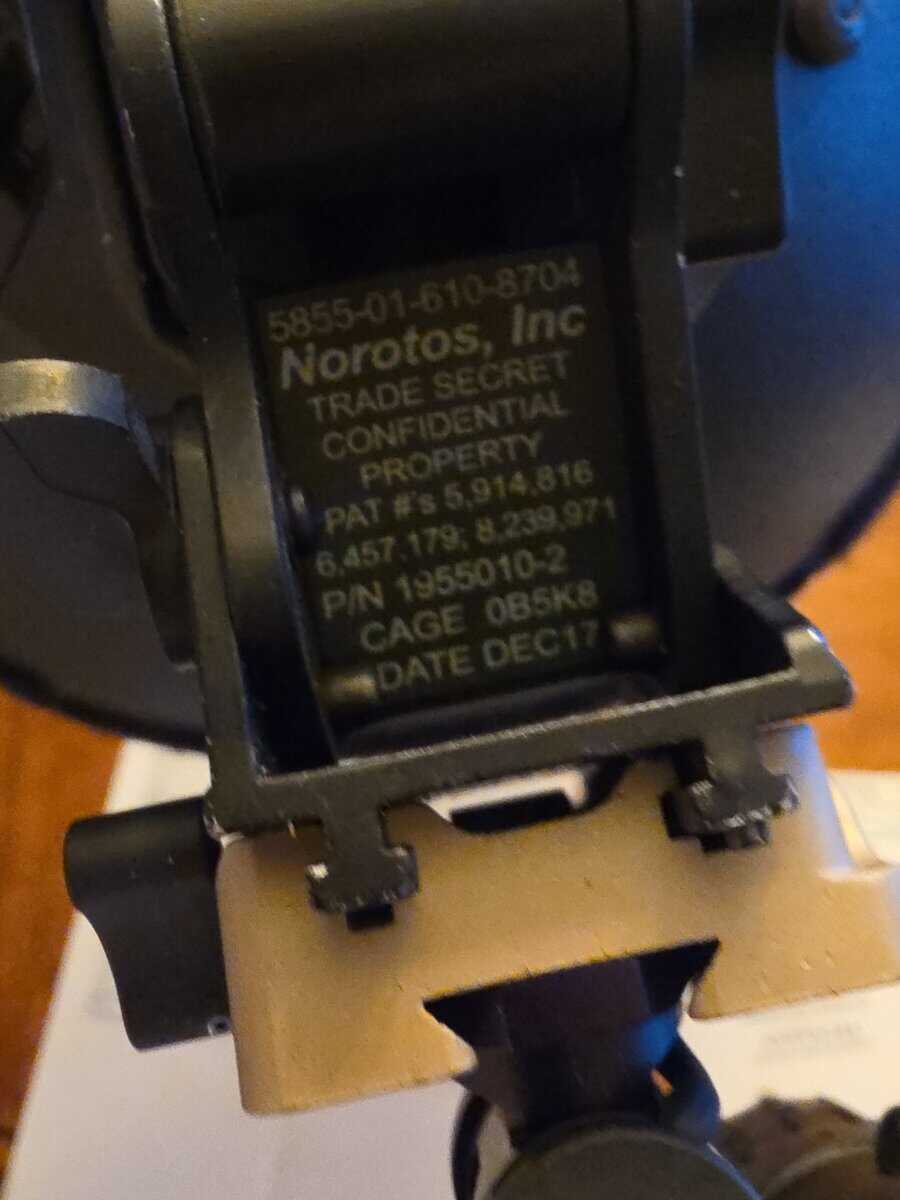 5855-01-610-8704
Norotos, Inc
TRADE SECRET
CONFIDENTIAL
PROPERTY
PAT #'s 5,914,816
6,457,179; 8,239,971
P/N 1955010-2
CAGE 0B5K8
DATE DEC17